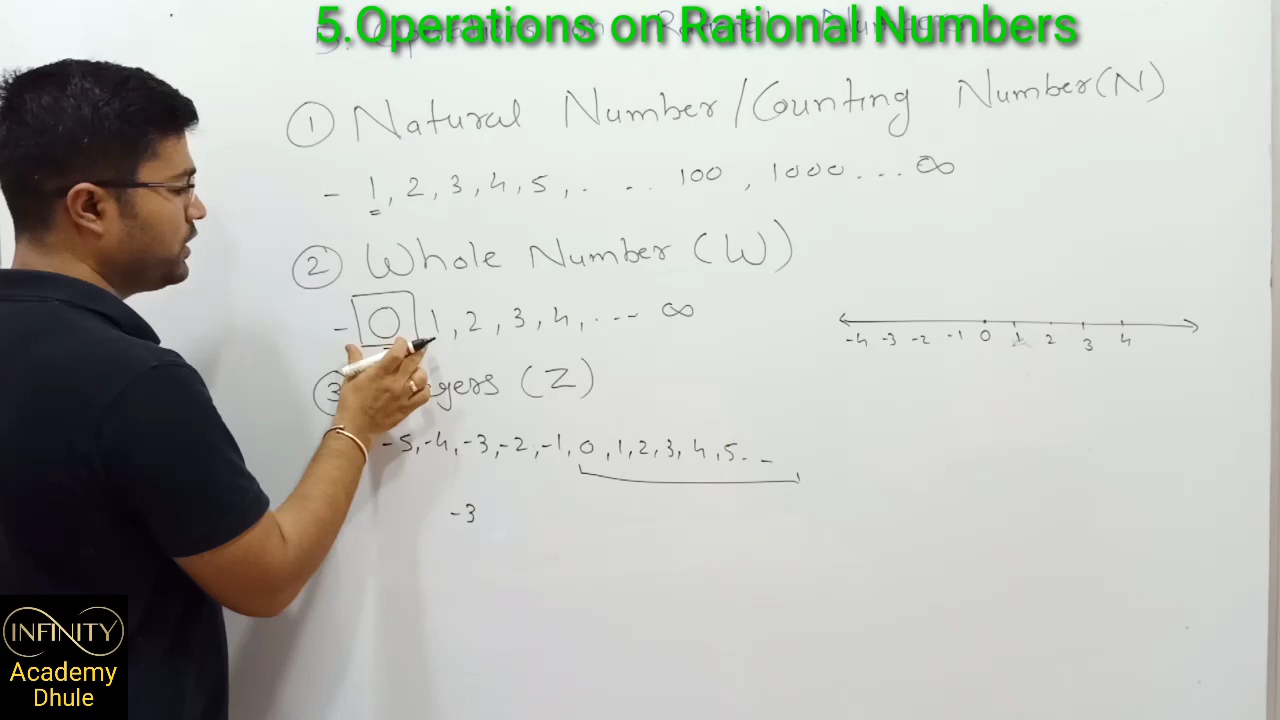 5.Operations on Rational Numbers
① Natural Number/Counting Number(N)
- 1, 2, 3, 4, 5, . . . 100 , 1000 ... ∞
② Whole Number (W)
- 0 1, 2, 3, 4, ... ∞
③ gers (Z)
-5, -4, -3, -2, -1, 0, 1, 2, 3, 4, 5. . _
-3
-4 -3 -2 -1 0 1 2 3 4
INFINITY
Academy
Dhule